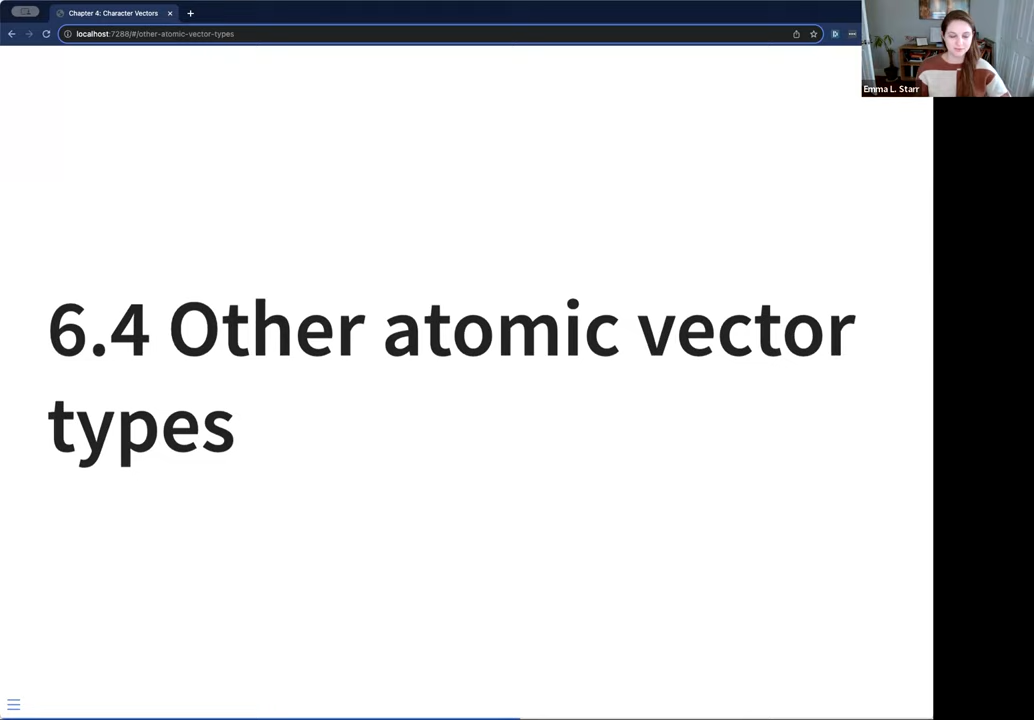 Chapter 4: Character Vectors
localhost:7288/#/other-atomic-vector-types
Emma L. Starr
6.4 Other atomic vector
types